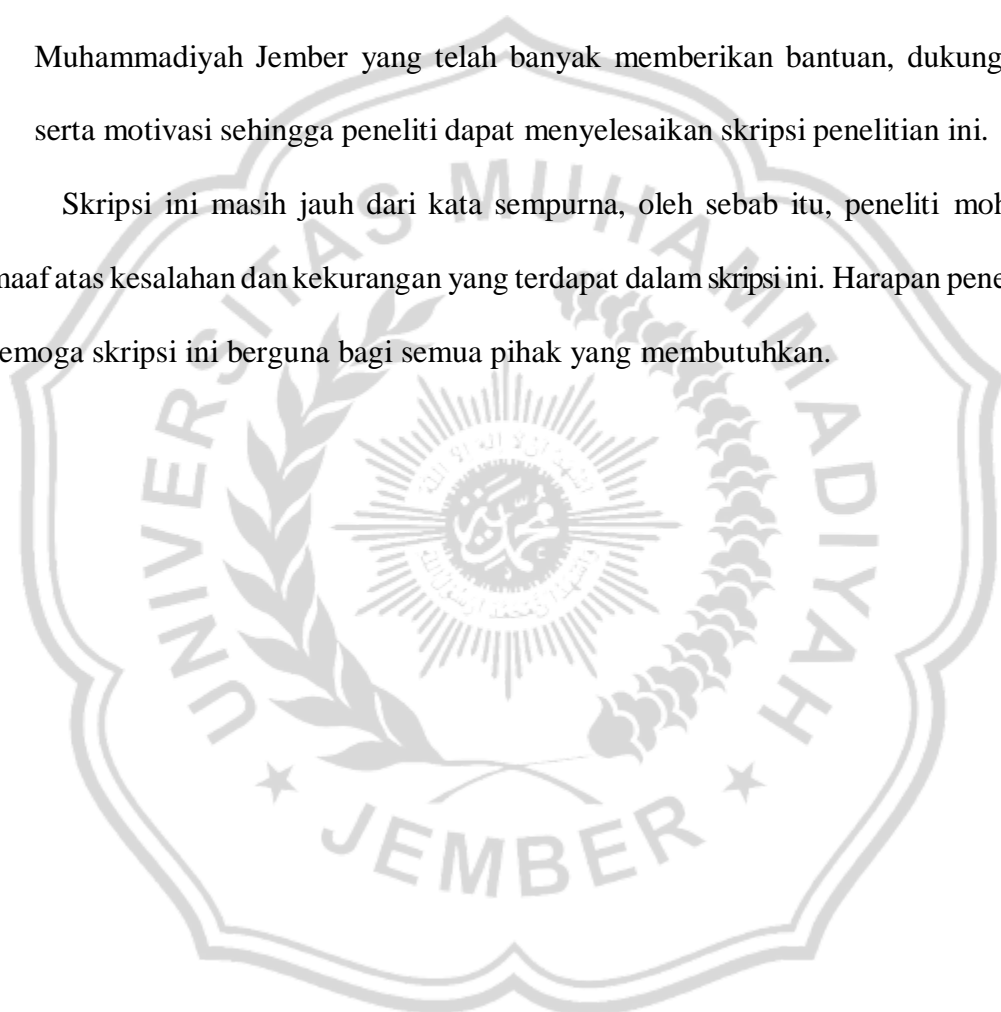 Muhammadiyah Jember yang telah banyak memberikan bantuan, dukung
serta motivasi sehingga peneliti dapat menyelesaikan skripsi penelitian ini.
Skripsi ini masih jauh dari kata sempurna, oleh sebab itu, peneliti moh
maaf atas kesalahan dan kekurangan yang terdapat dalam skripsi ini. Harapan pene
emoga skripsi ini berguna bagi semua pihak yang membutuhkan.
UNIVERSITAS MUHAMMADIYAH
JEMBER